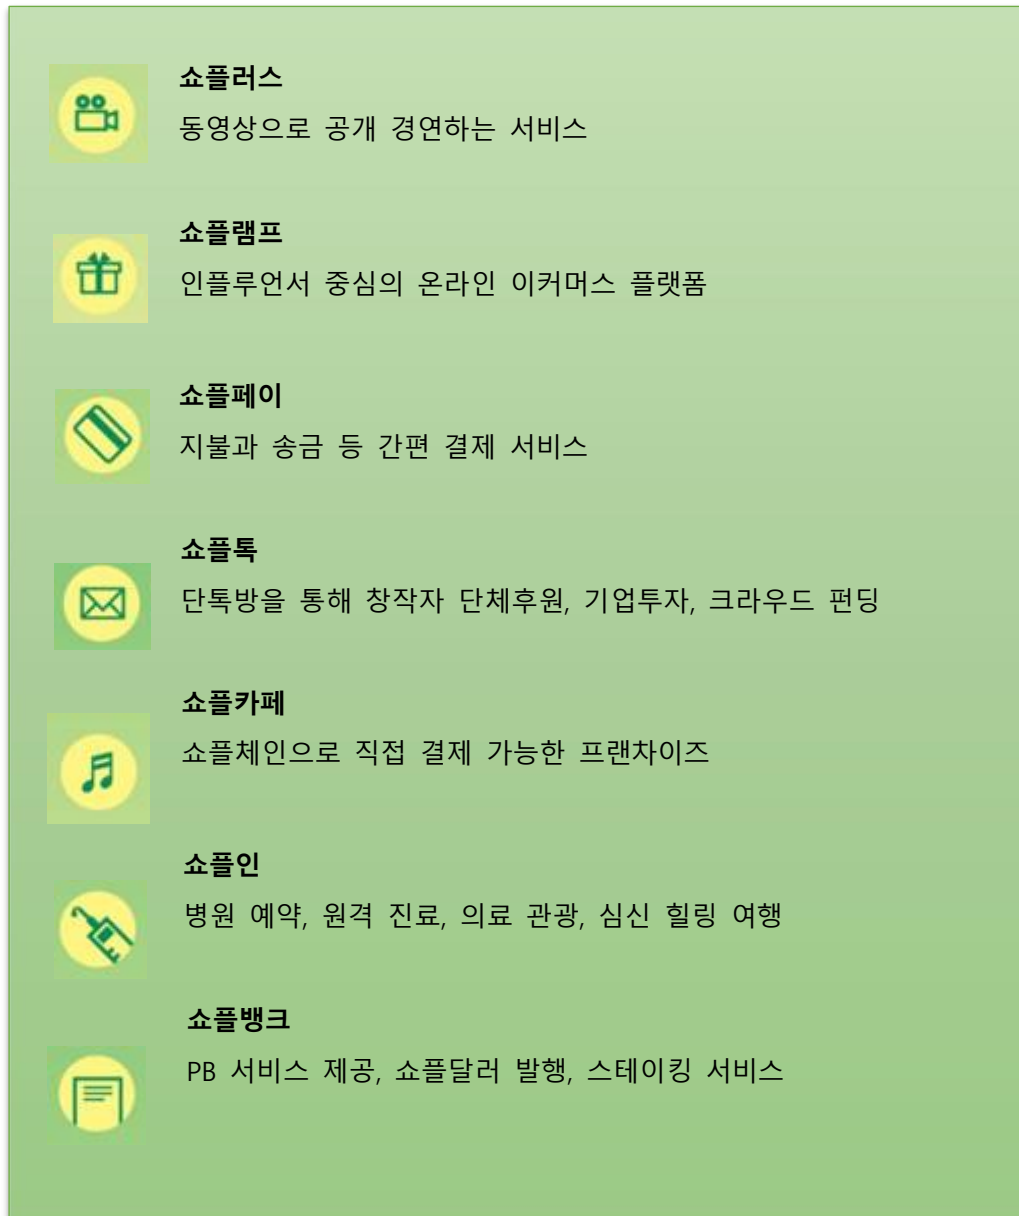 쇼플러스
동영상으로 공개 경연하는 서비스
쇼플램프
인플루언서 중심의 온라인 이커머스 플랫폼
쇼플페이
지불과 송금 등 간편 결제 서비스
쇼플톡
단톡방을 통해 창작자 단체후원, 기업투자, 크라우드 펀딩
쇼플카페
쇼플체인으로 직접 결제 가능한 프랜차이즈
쇼플인
병원 예약, 원격 진료, 의료 관광, 심신 힐링 여행
쇼플뱅크
PB 서비스 제공, 쇼플달러 발행, 스테이킹 서비스